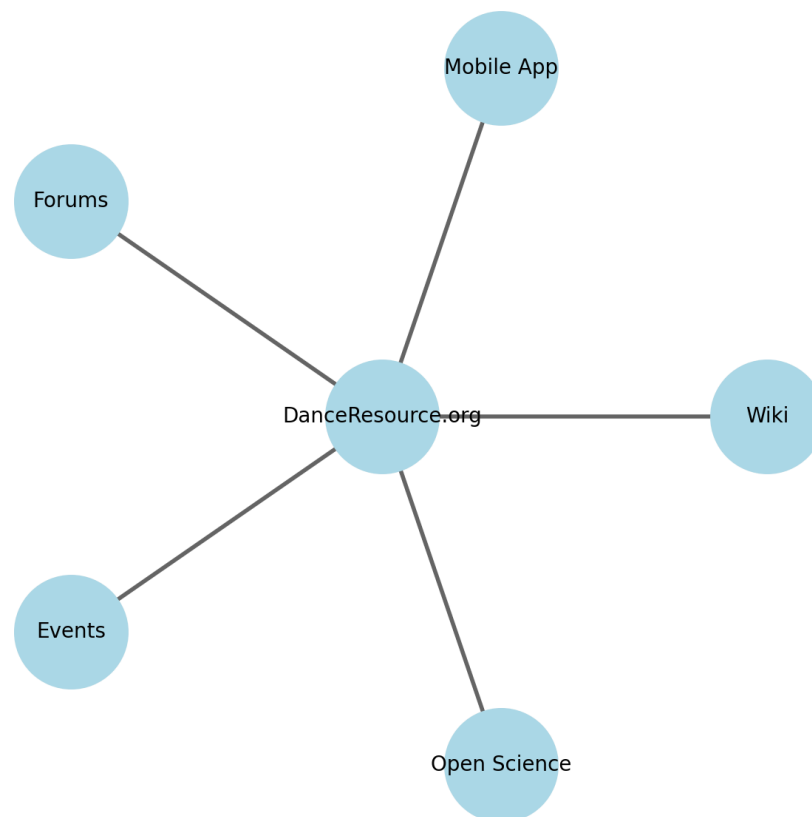 Mobile App
Forums
DanceResource.org
Wiki
Events
Open Science